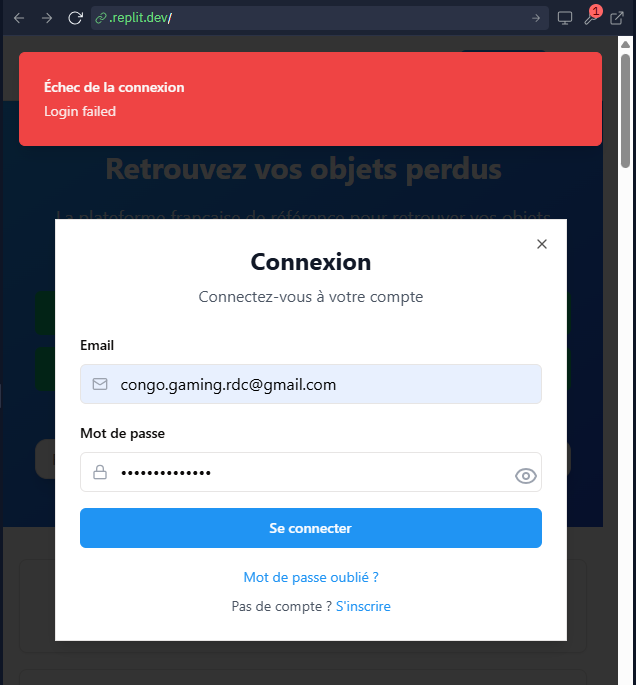 .replit.dev/
1
Échec de la connexion
Login failed
Retrouvez vos objets perdus
La plateforme française de référence pour retrouver vos objets
Connexion
Connectez-vous à votre compte
Email
congo.gaming.rdc@gmail.com
Mot de passe
••••••••••••••
Se connecter
Mot de passe oublié ?
Pas de compte ? S'inscrire